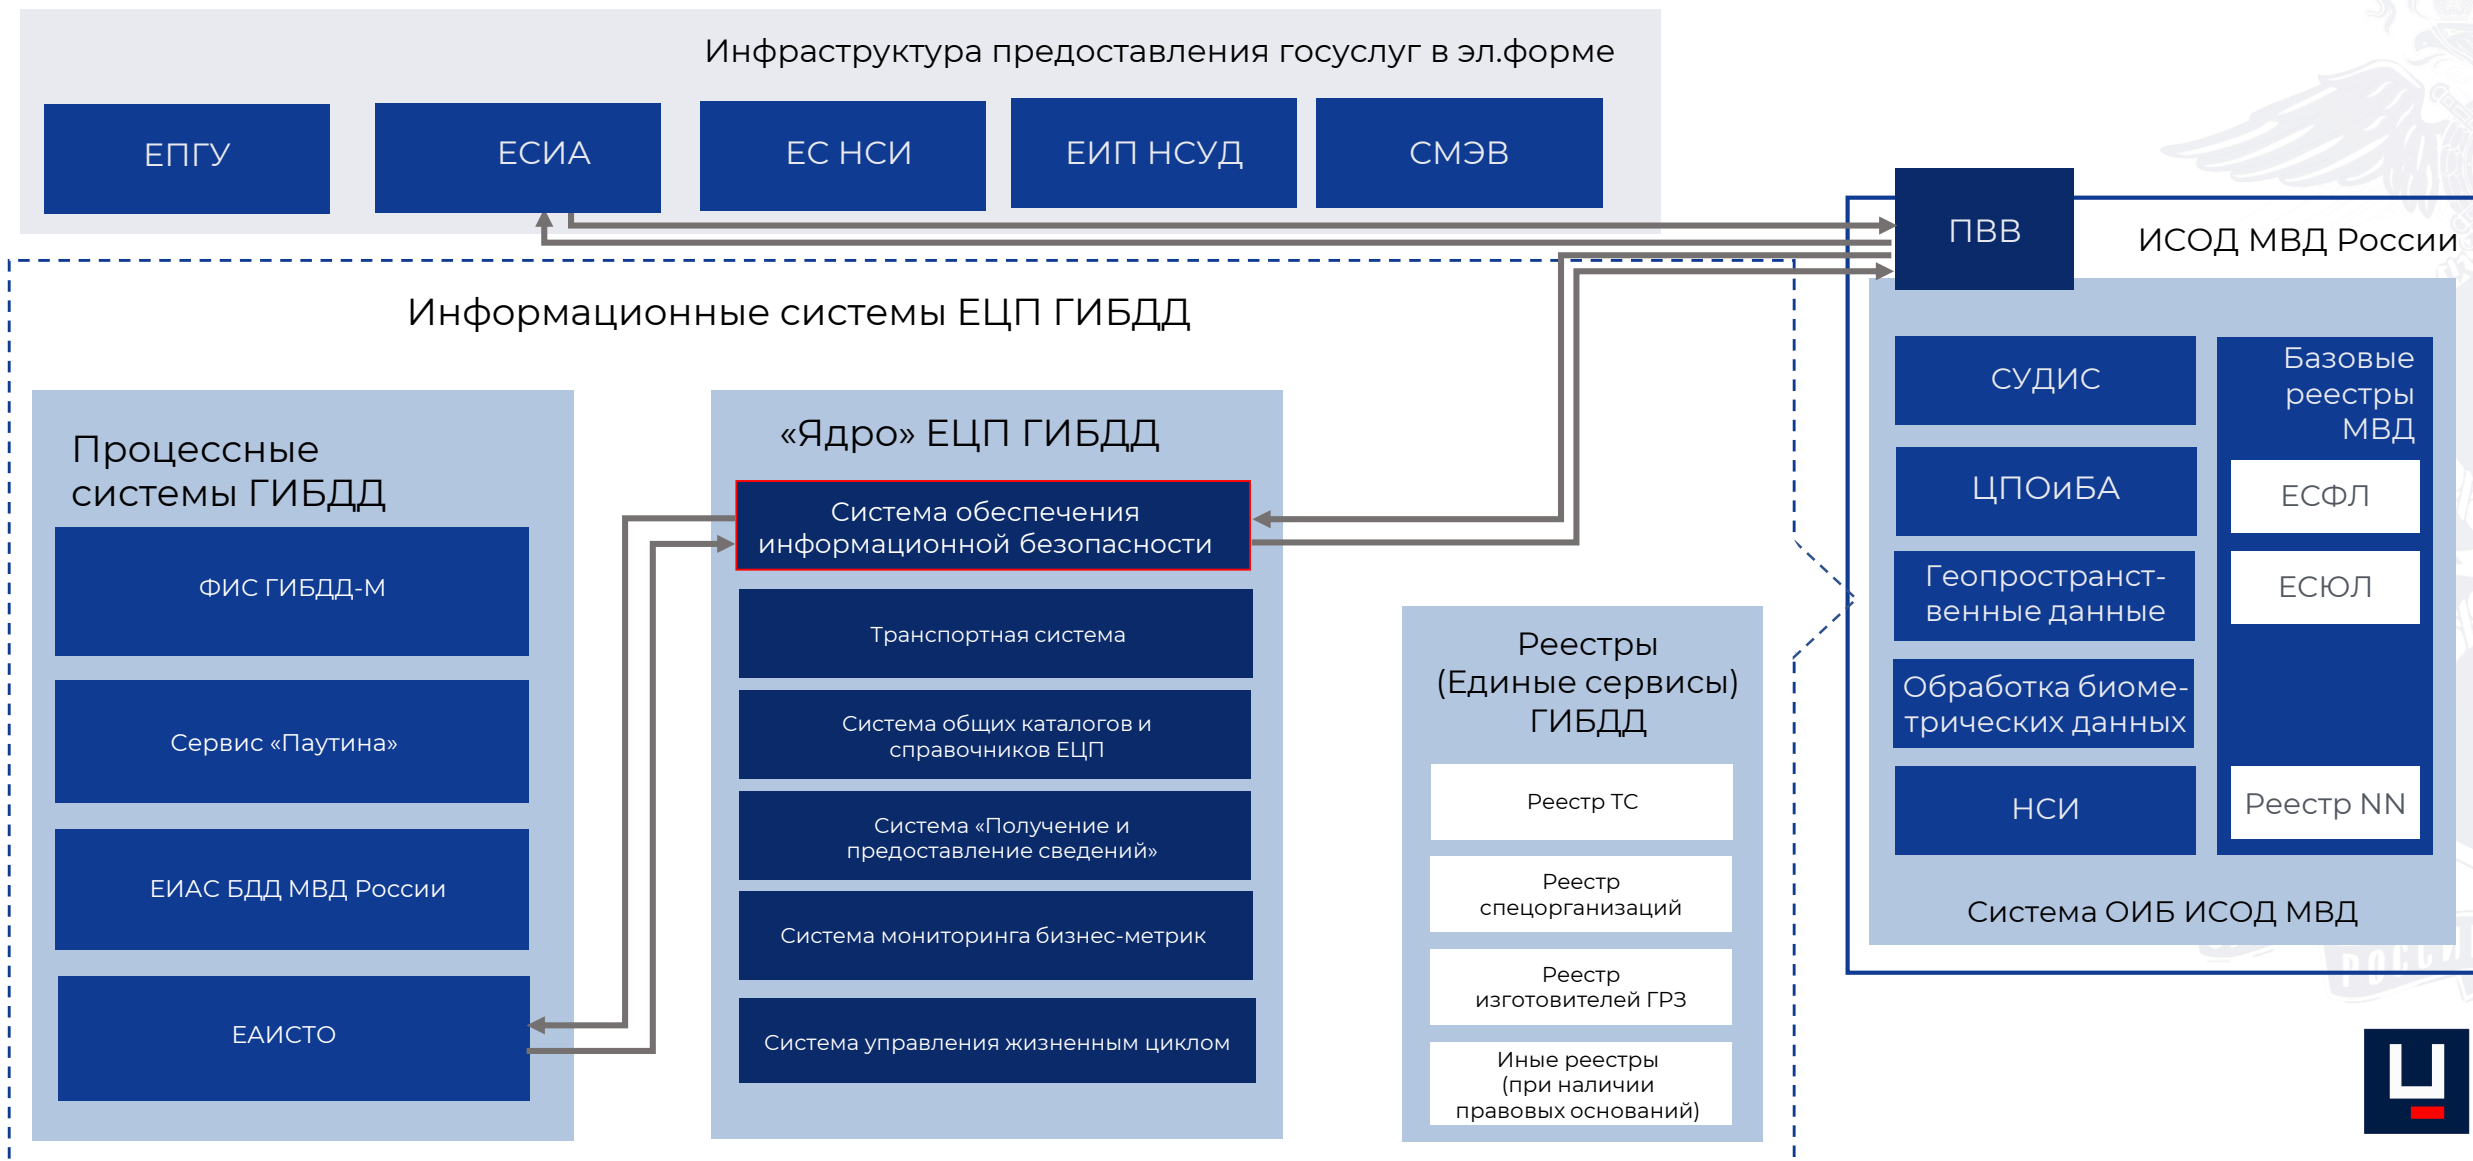 Инфраструктура предоставления госуслуг в эл.форме
ЕПГУ
ЕСИА
ЕС НСИ
ЕИП НСУД
СМЭВ
ПВВ
ИСОД МВД России
Информационные системы ЕЦП ГИБДД
Процессные
системы ГИБДД
ФИС ГИБДД-М
Сервис «Паутина»
ЕИАС БДД МВД России
ЕАИСТО
«Ядро» ЕЦП ГИБДД
Система обеспечения
информационной безопасности
Транспортная система
Система общих каталогов и
справочников ЕЦП
Система «Получение и
предоставление сведений»
Система мониторинга бизнес-метрик
Система управления жизненным циклом
Реестры
(Единые сервисы)
ГИБДД
Реестр ТС
Реестр
спецорганизаций
Реестр
изготовителей ГРЗ
Иные реестры
(при наличии
правовых оснований)
СУДИС
ЦПОиБА
Геопространст-
венные данные
Обработка биоме-
трических данных
НСИ
Базовые
реестры
МВД
ЕСФЛ
ЕСЮЛ
Реестр NN
Система ОИБ ИСОД МВД
Ц